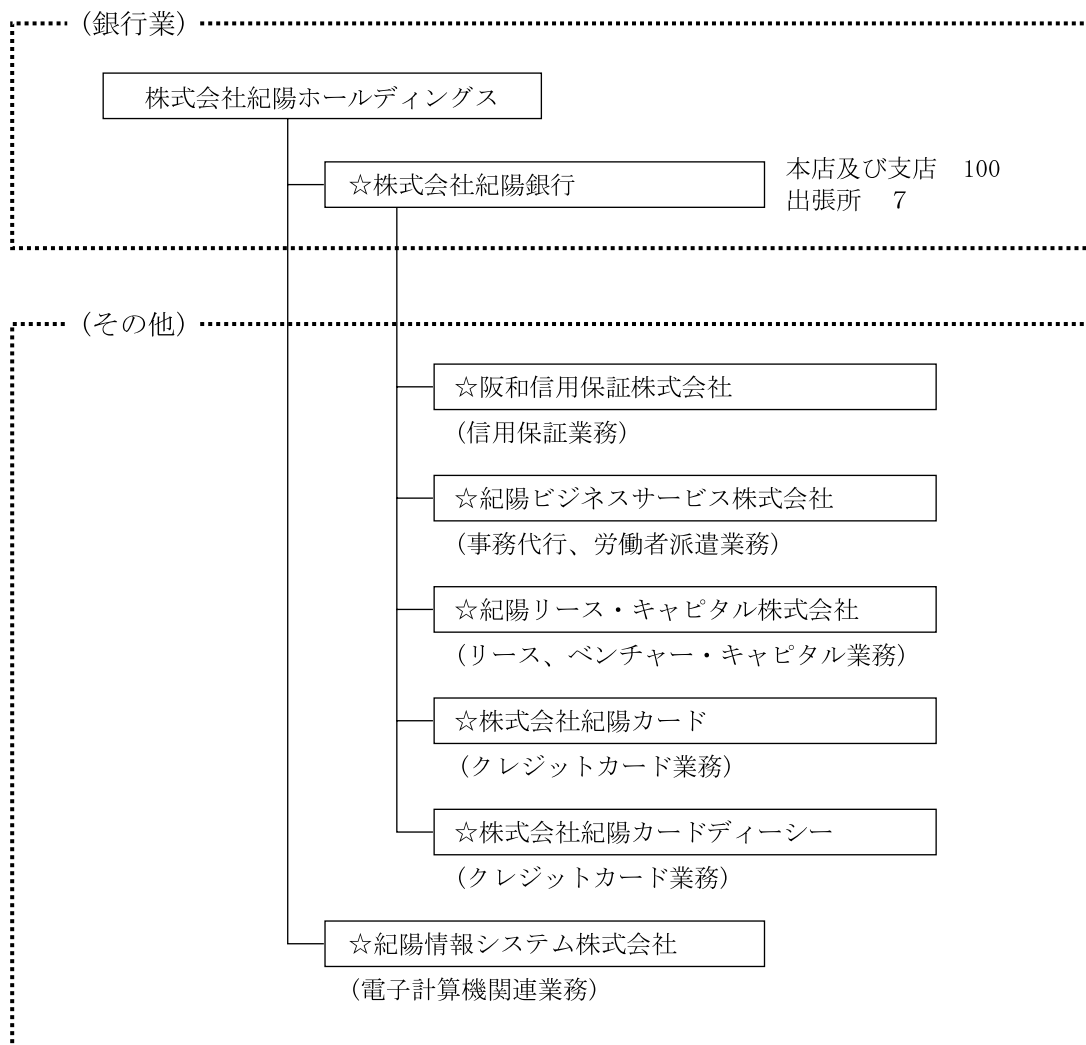 (銀行業)
株式会社紀陽ホールディングス
☆株式会社紀陽銀行
本店及び支店 100
出張所 7
(その他)
☆阪和信用保証株式会社
(信用保証業務)
☆紀陽ビジネスサービス株式会社
(事務代行、労働者派遣業務)
☆紀陽リース・キャピタル株式会社
(リース、ベンチャー・キャピタル業務)
☆株式会社紀陽カード
(クレジットカード業務)
☆株式会社紀陽カードディーシー
(クレジットカード業務)
☆紀陽情報システム株式会社
(電子計算機関連業務)